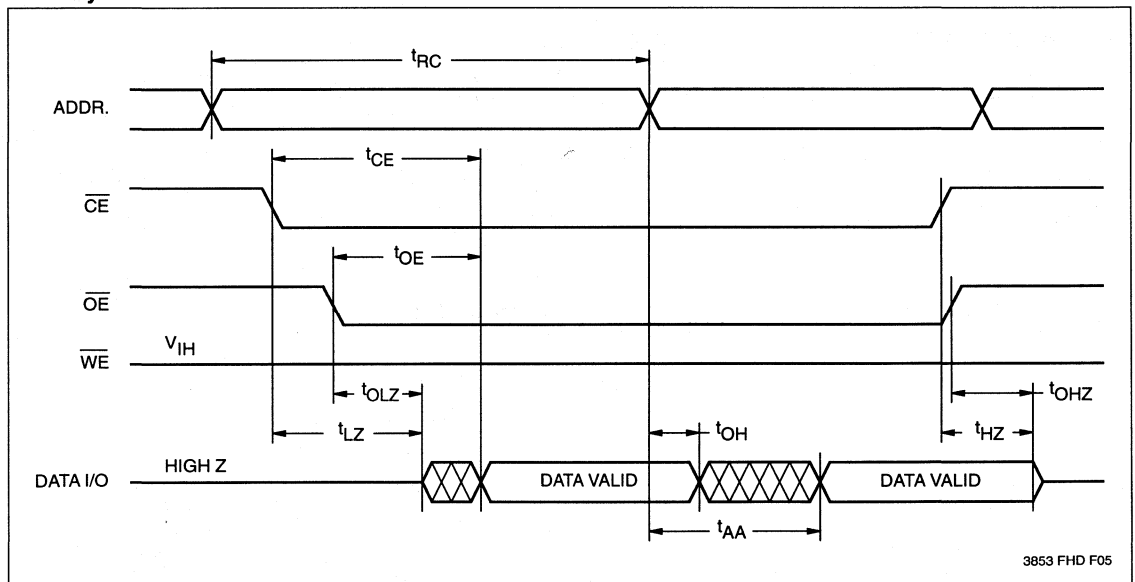 tRC
ADDR.
tCE
CE
tOE
OE
VIH
WE
tOLZ
tOHZ
tLZ
tOH
tHZ
HIGH Z
DATA I/O
DATA VALID
DATA VALID
tAA
3853 FHD F05